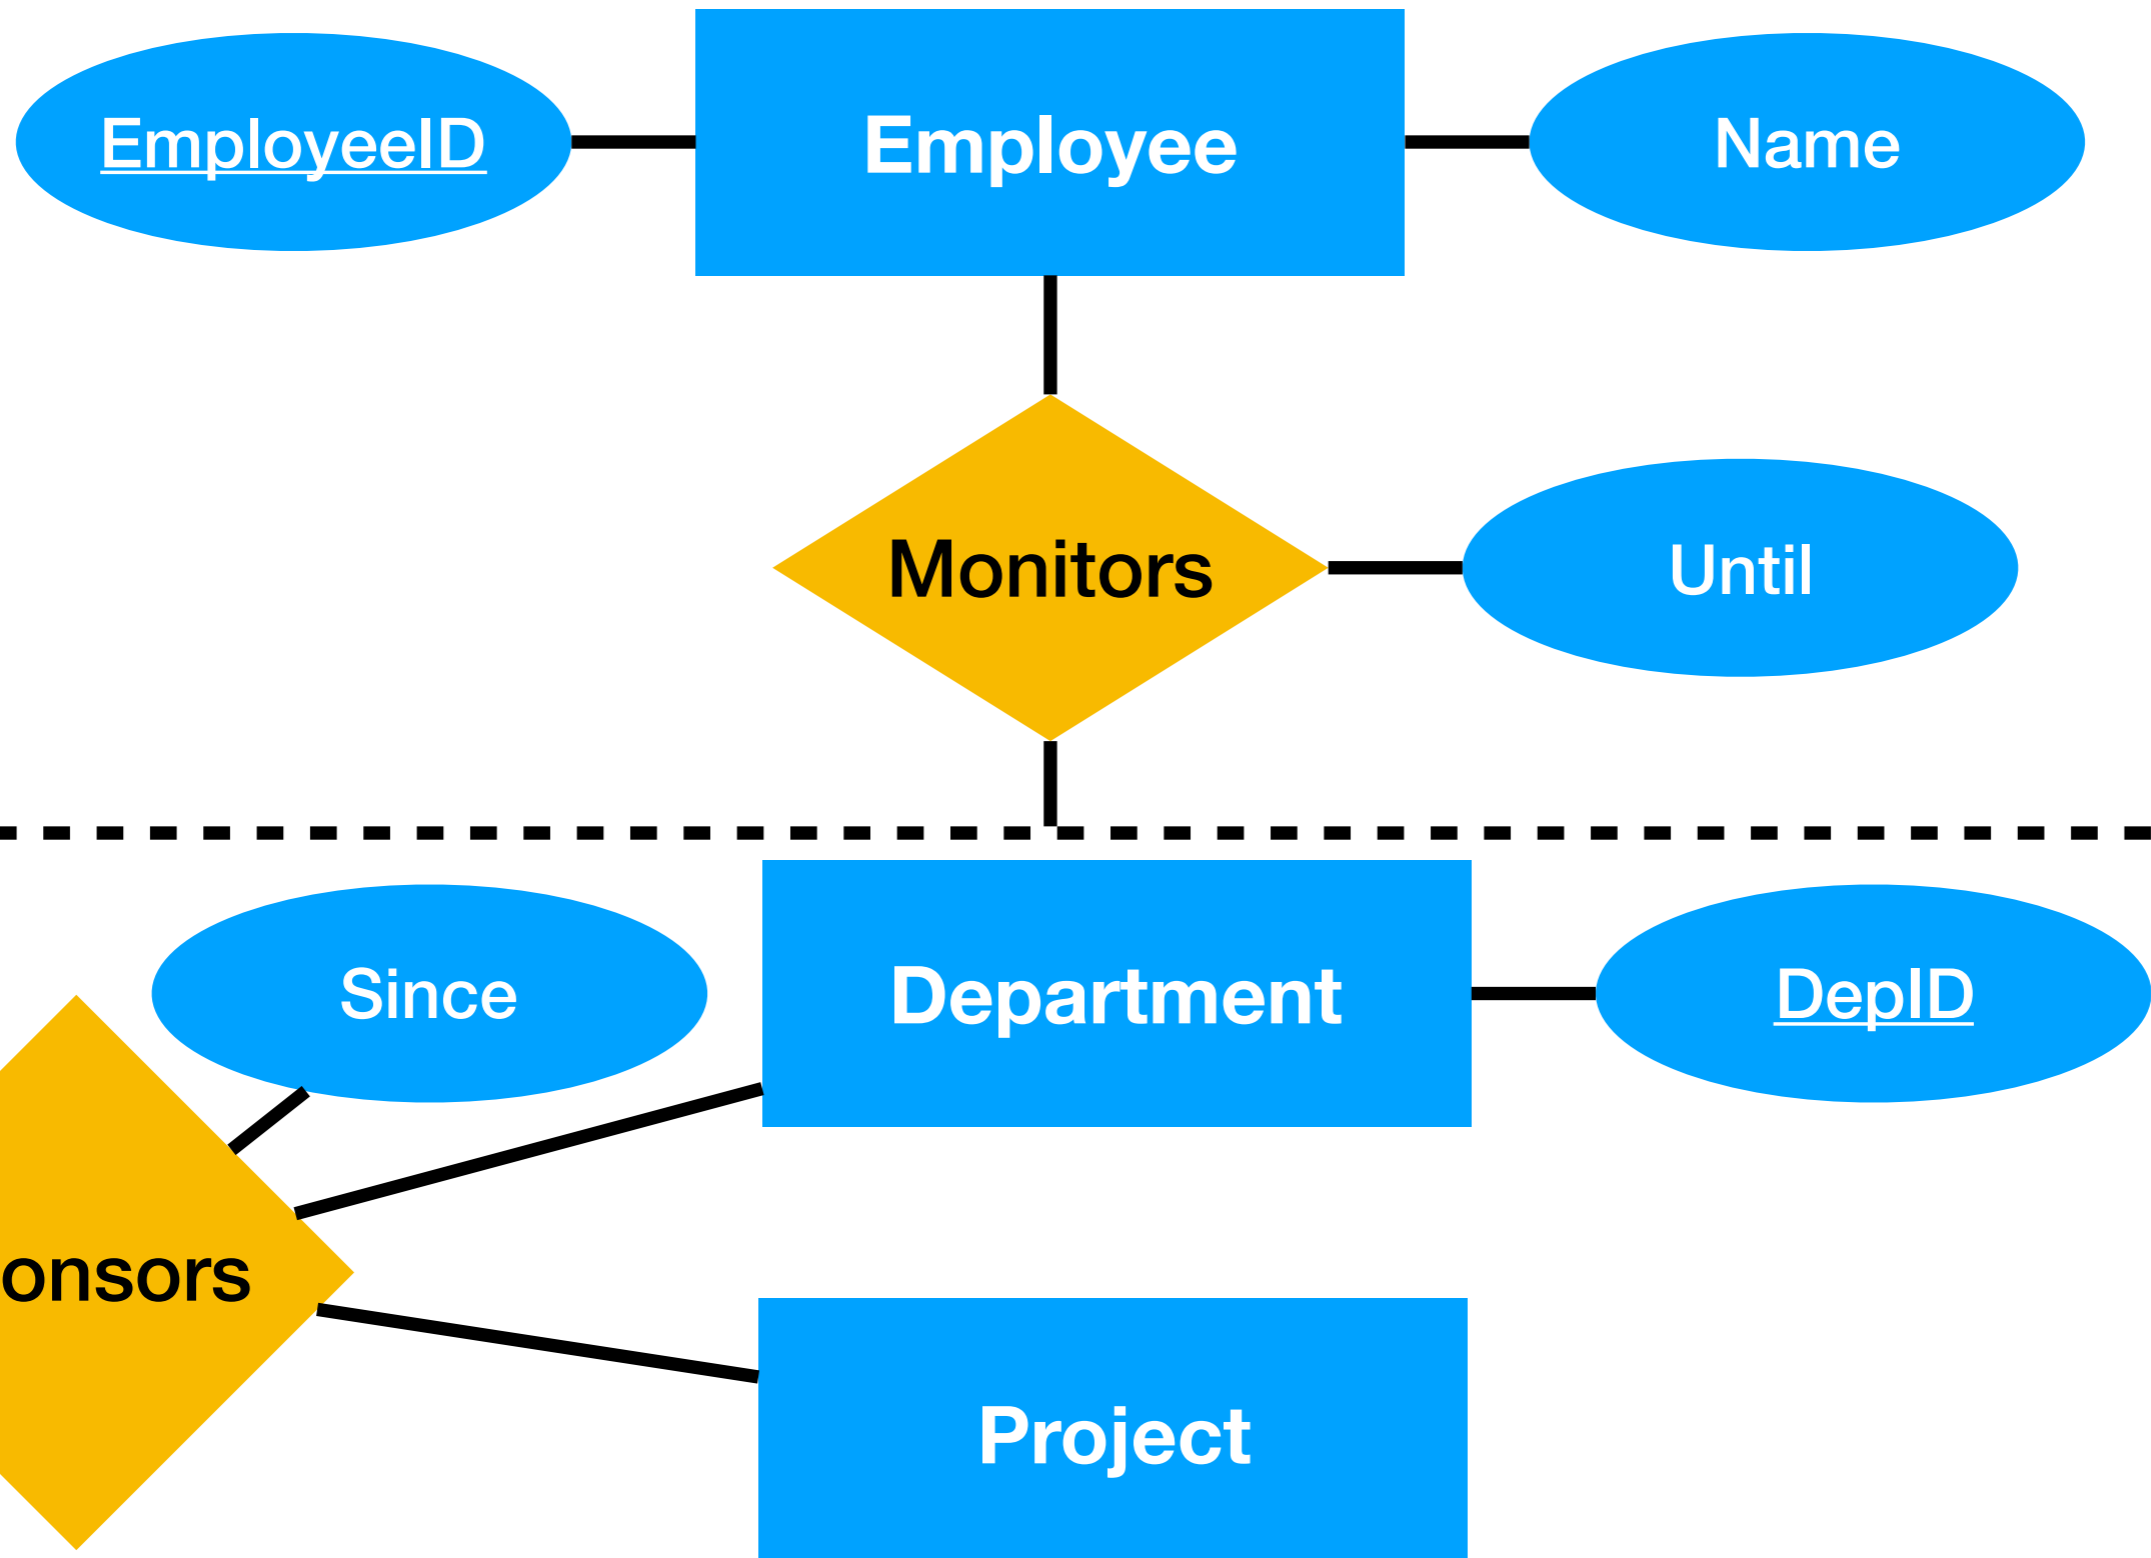 EmployeeID
Employee
Name
Monitors
Until
Since
Department
DepID
onsors
Project